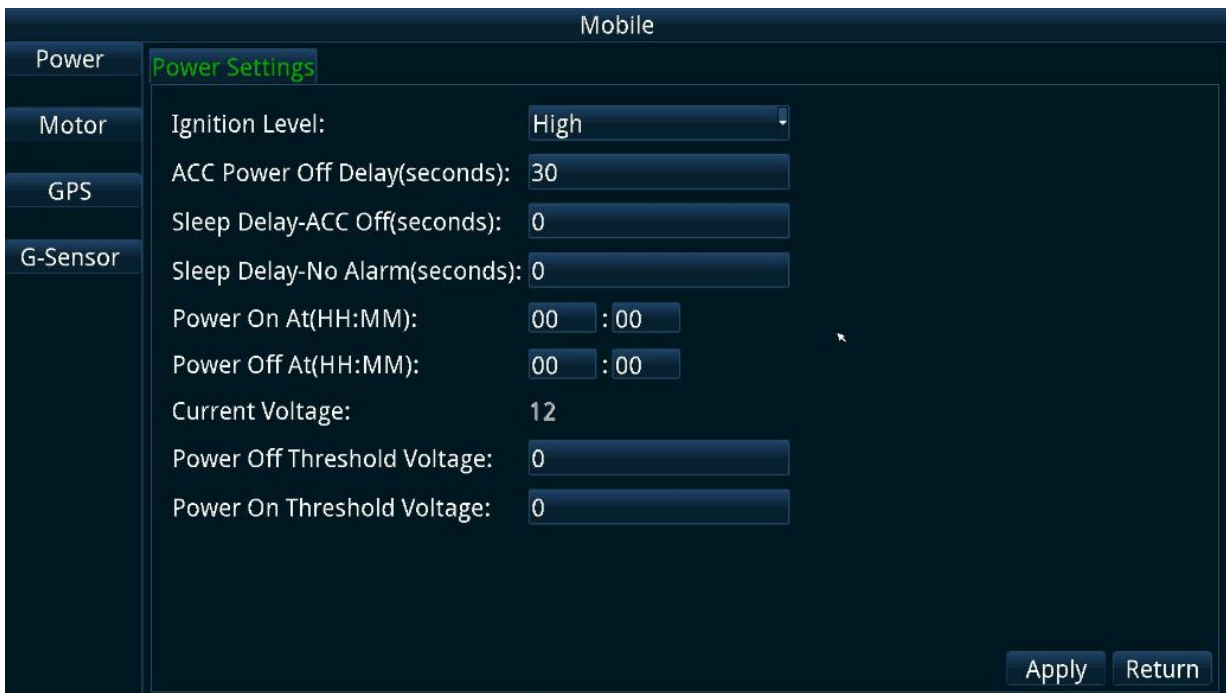 Mobile
Power
Motor
GPS
G-Sensor
Power Settings
Ignition Level: High
ACC Power Off Delay(seconds): 30
Sleep Delay-ACC Off(seconds): 0
Sleep Delay-No Alarm(seconds): 0
Power On At(HH:MM): 00 : 00
Power Off At(HH:MM): 00 : 00
Current Voltage: 12
Power Off Threshold Voltage: 0
Power On Threshold Voltage: 0
Apply Return